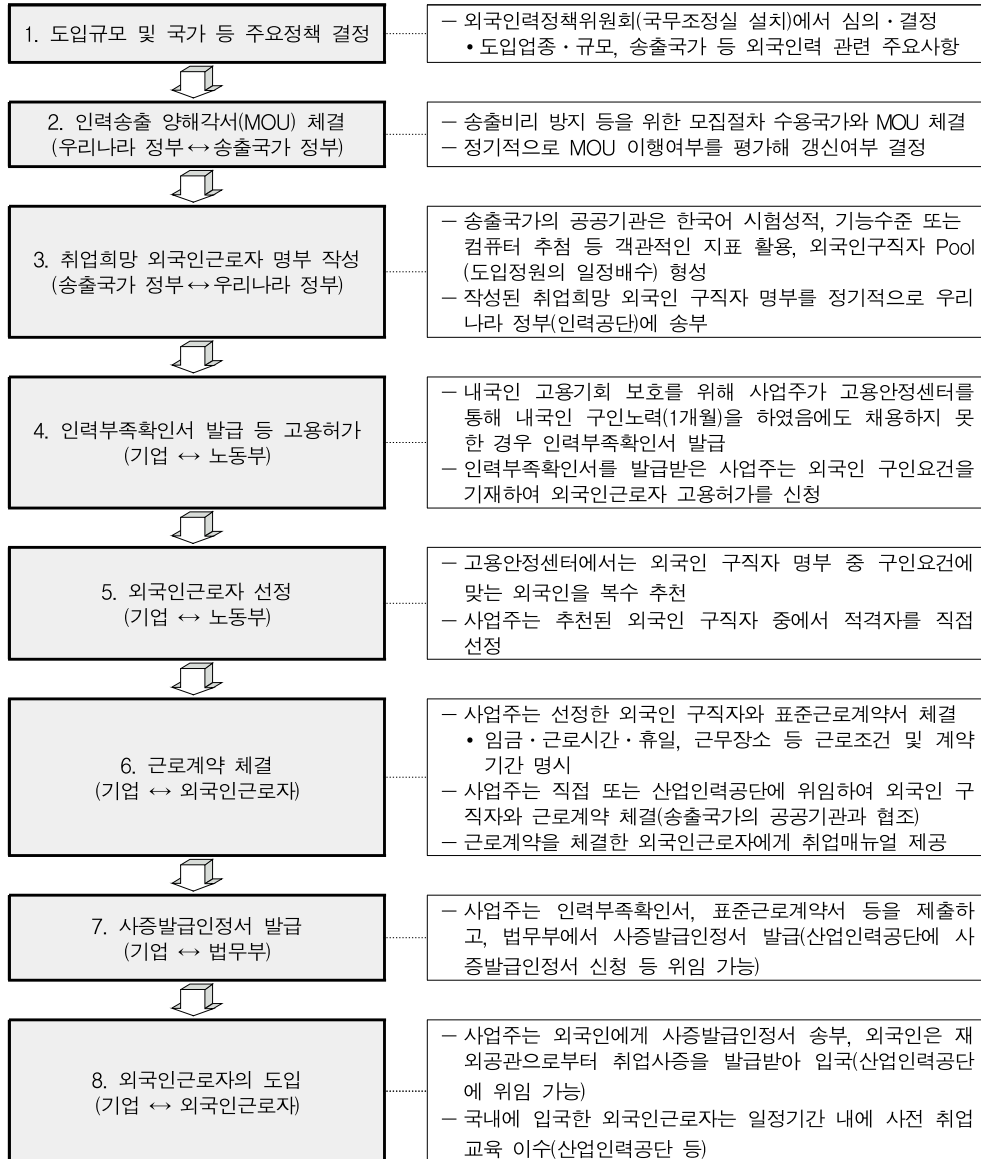 1. 도입규모 및 국가 등 주요정책 결정
– 외국인력정책위원회(국무조정실 설치)에서 심의·결정
• 도입업종·규모, 송출국가 등 외국인력 관련 주요사항
2. 인력송출 양해각서(MOU) 체결
(우리나라 정부↔송출국가 정부)
– 송출비리 방지 등을 위한 모집절차 수용국가와 MOU 체결
– 정기적으로 MOU 이행여부를 평가해 갱신여부 결정
3. 취업희망 외국인근로자 명부 작성
(송출국가 정부↔우리나라 정부)
– 송출국가의 공공기관은 한국어 시험성적, 기능수준 또는
컴퓨터 추첨 등 객관적인 지표 활용, 외국인구직자 Pool
(도입정원의 일정배수) 형성
– 작성된 취업희망 외국인 구직자 명부를 정기적으로 우리
나라 정부(인력공단)에 송부
4. 인력부족확인서 발급 등 고용허가
(기업 ↔ 노동부)
– 내국인 고용기회 보호를 위해 사업주가 고용안정센터를
통해 내국인 구인노력(1개월)을 하였음에도 채용하지 못
한 경우 인력부족확인서 발급
– 인력부족확인서를 발급받은 사업주는 외국인 구인요건을
기재하여 외국인근로자 고용허가를 신청
5. 외국인근로자 선정
(기업 ↔ 노동부)
– 고용안정센터에서는 외국인 구직자 명부 중 구인요건에
맞는 외국인을 복수 추천
– 사업주는 추천된 외국인 구직자 중에서 적격자를 직접
선정
6. 근로계약 체결
(기업 ↔ 외국인근로자)
– 사업주는 선정한 외국인 구직자와 표준근로계약서 체결
• 임금·근로시간·휴일, 근무장소 등 근로조건 및 계약
기간 명시
– 사업주는 직접 또는 산업인력공단에 위임하여 외국인 구
직자와 근로계약 체결(송출국가의 공공기관과 협조)
– 근로계약을 체결한 외국인근로자에게 취업매뉴얼 제공
7. 사증발급인정서 발급
(기업 ↔ 법무부)
– 사업주는 인력부족확인서, 표준근로계약서 등을 제출하
고, 법무부에서 사증발급인정서 발급(산업인력공단에 사
증발급인정서 신청 등 위임 가능)
8. 외국인근로자의 도입
(기업 ↔ 외국인근로자)
– 사업주는 외국인에게 사증발급인정서 송부, 외국인은 재
외공관으로부터 취업사증을 발급받아 입국(산업인력공단
에 위임 가능)
– 국내에 입국한 외국인근로자는 일정기간 내에 사전 취업
교육 이수(산업인력공단 등)